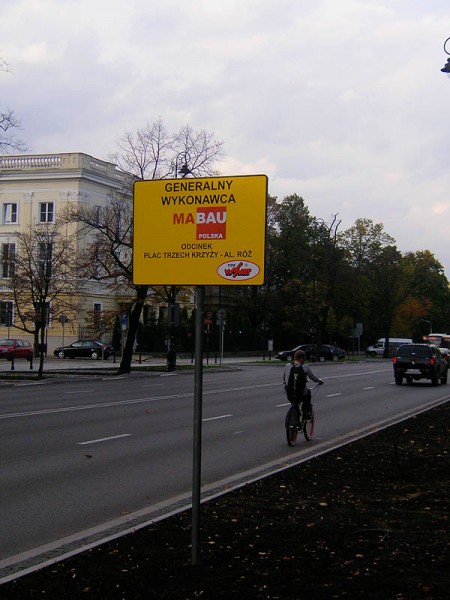 GENERALNY
WYKONAWCA
MABAU
POLSKA
ODCINEK
PLAC TRZECH KRZYŻY - AL. RÓŻ